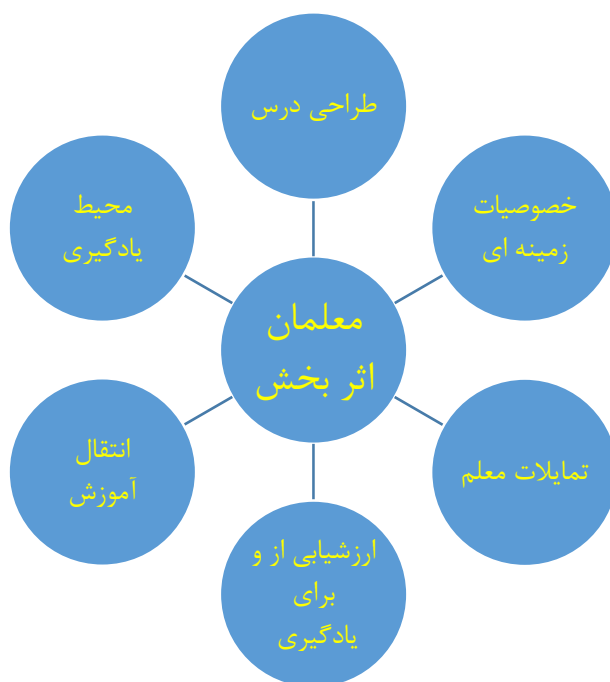 طراحی درس
خصوصیات
زمینه ای
محیط
یادگیری
معلمان
اثر بخش
تمایلات معلم
انتقال
آموزش
ارزشیابی از و
برای
یادگیری